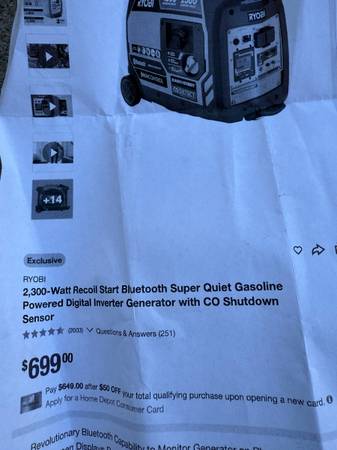 RYOBI
+14
Exclusive
RYOBI
2,300-Watt Recoil Start Bluetooth Super Quiet Gasoline
Powered Digital Inverter Generator with CO Shutdown
Sensor
(2003) Questions & Answers (251)
$699.00
Pay $649.00 after $50 OFF your total qualifying purchase upon opening a new card.
Apply for a Home Depot Consumer Card
Revolutionary Bluetooth Capability to Monitor Generator on